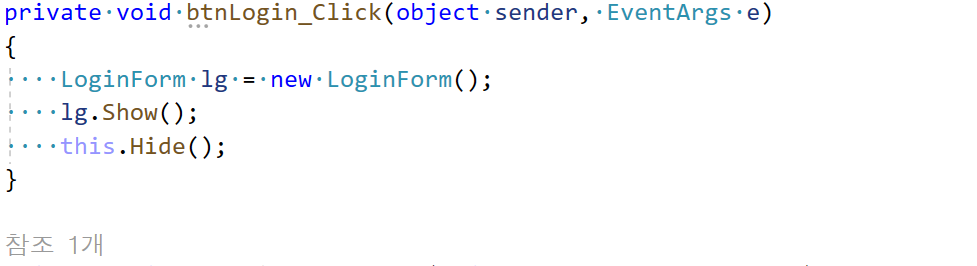 private void btnLogin_Click(object sender, EventArgs e)
{
    LoginForm lg = new LoginForm();
    lg.Show();
    this.Hide();
}
참조 1개